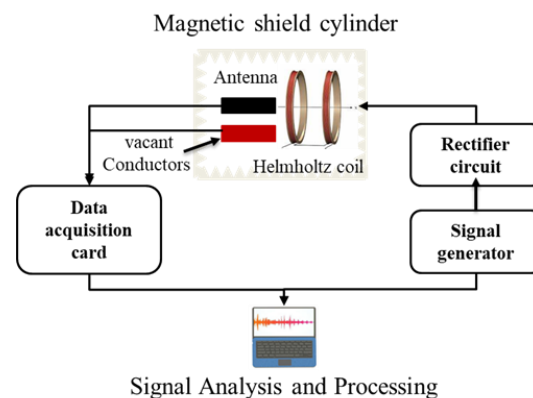 Magnetic shield cylinder
Antenna
vacant
Conductors
Helmholtz coil
Rectifier
circuit
Data
acquisition
card
Signal
generator
Signal Analysis and Processing